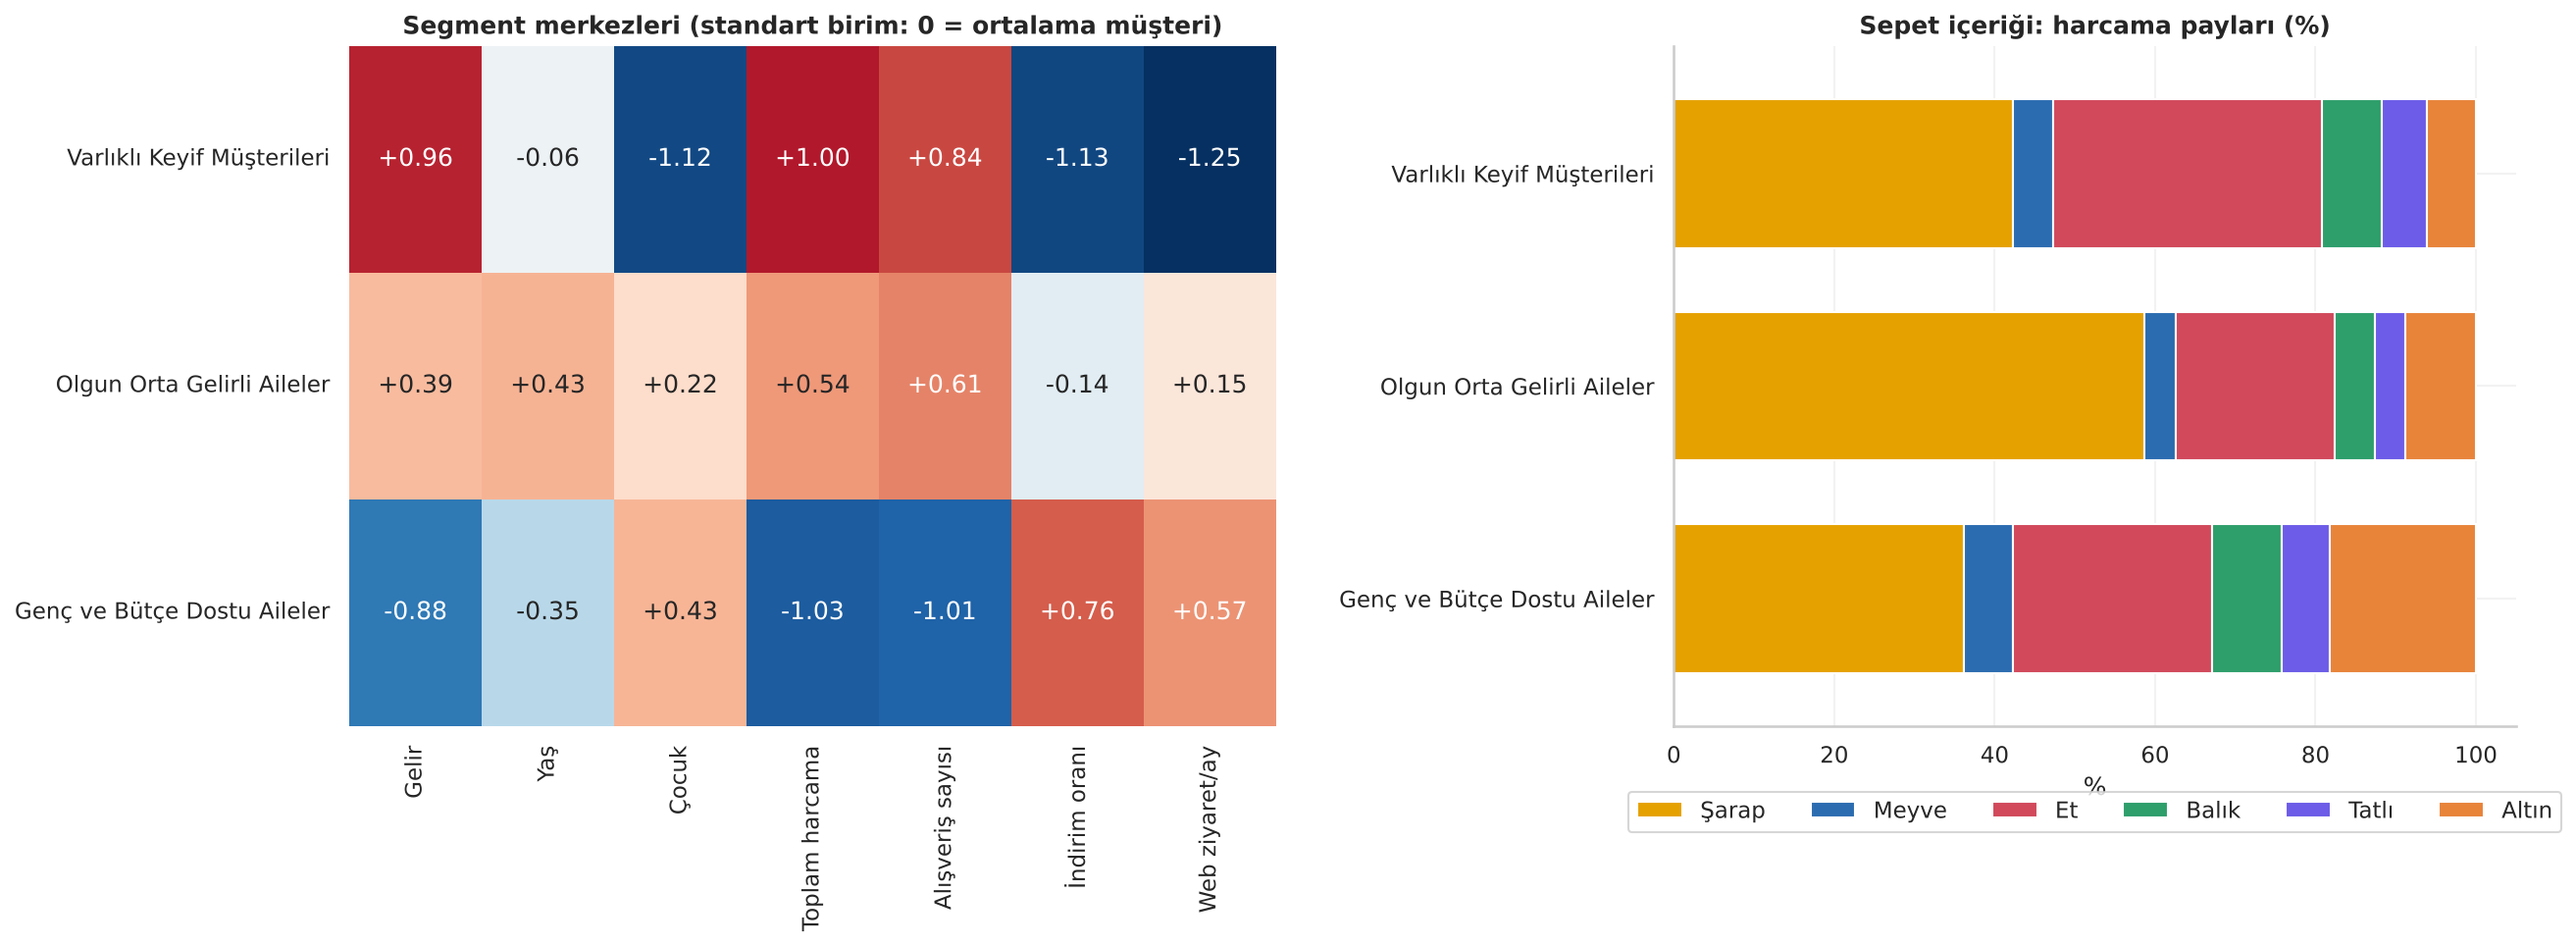 Segment merkezleri (standart birim: 0 = ortalama müşteri)
Varlıklı Keyif Müşterileri
+0.96 -0.06 -1.12 +1.00 +0.84 -1.13 -1.25
Olgun Orta Gelirli Aileler
+0.39 +0.43 +0.22 +0.54 +0.61 -0.14 +0.15
Genç ve Bütçe Dostu Aileler
-0.88 -0.35 +0.43 -1.03 -1.01 +0.76 +0.57
Gelir
Yaş
Çocuk
Toplam harcama
Alışveriş sayısı
İndirim oranı
Web ziyaret/ay
Sepet içeriği: harcama payları (%)
Varlıklı Keyif Müşterileri
Olgun Orta Gelirli Aileler
Genç ve Bütçe Dostu Aileler
0 20 40 60 80 100
%
Şarap Meyve Et Balık Tatlı Altın